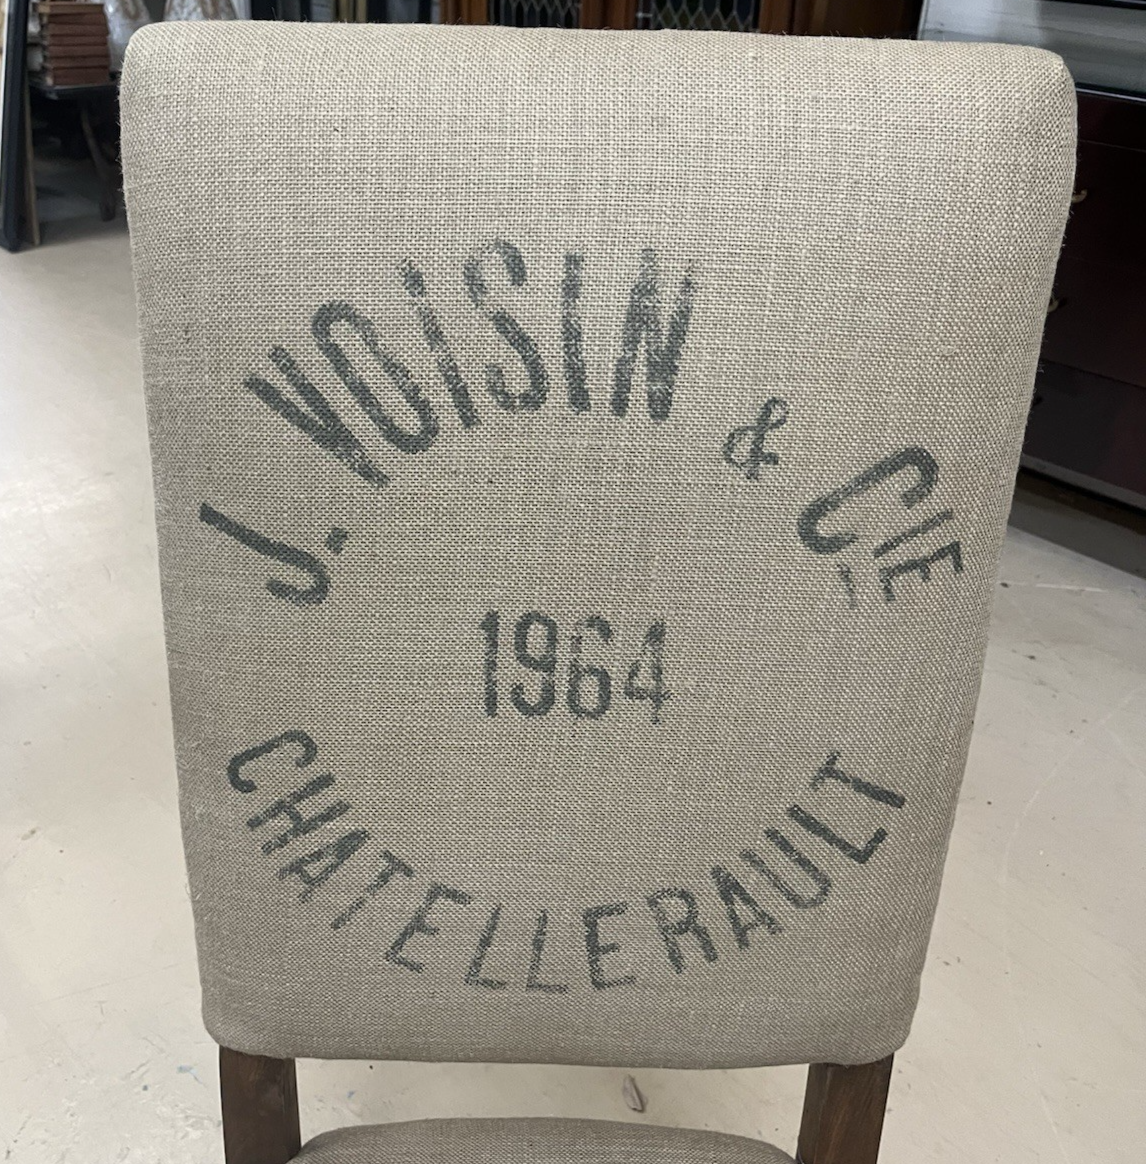 J. VOISIN & CIE
1964
CHATELLERAULT